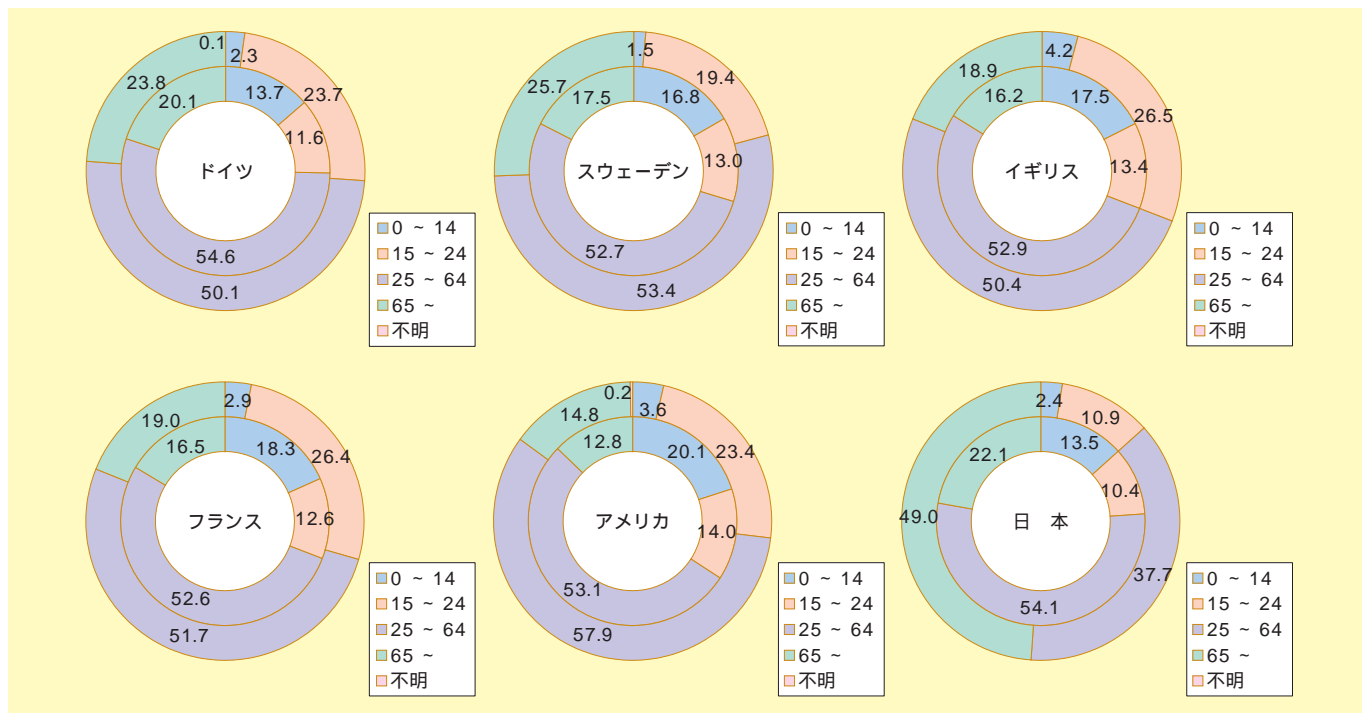 0.1
2.3
23.8
13.7
23.7
20.1
11.6
ドイツ
54.6
50.1
0 ~ 14
15 ~ 24
25 ~ 64
65 ~
不明
1.5
19.4
25.7
17.5
16.8
13.0
スウェーデン
52.7
53.4
0 ~ 14
15 ~ 24
25 ~ 64
65 ~
不明
4.2
18.9
16.2
17.5
26.5
13.4
イギリス
52.9
50.4
0 ~ 14
15 ~ 24
25 ~ 64
65 ~
不明
2.9
19.0
16.5
18.3
26.4
12.6
フランス
52.6
51.7
0 ~ 14
15 ~ 24
25 ~ 64
65 ~
不明
0.2
3.6
14.8
12.8
20.1
23.4
14.0
アメリカ
53.1
57.9
0 ~ 14
15 ~ 24
25 ~ 64
65 ~
不明
2.4
10.9
13.5
22.1
10.4
49.0
日 本
37.7
54.1
0 ~ 14
15 ~ 24
25 ~ 64
65 ~
不明